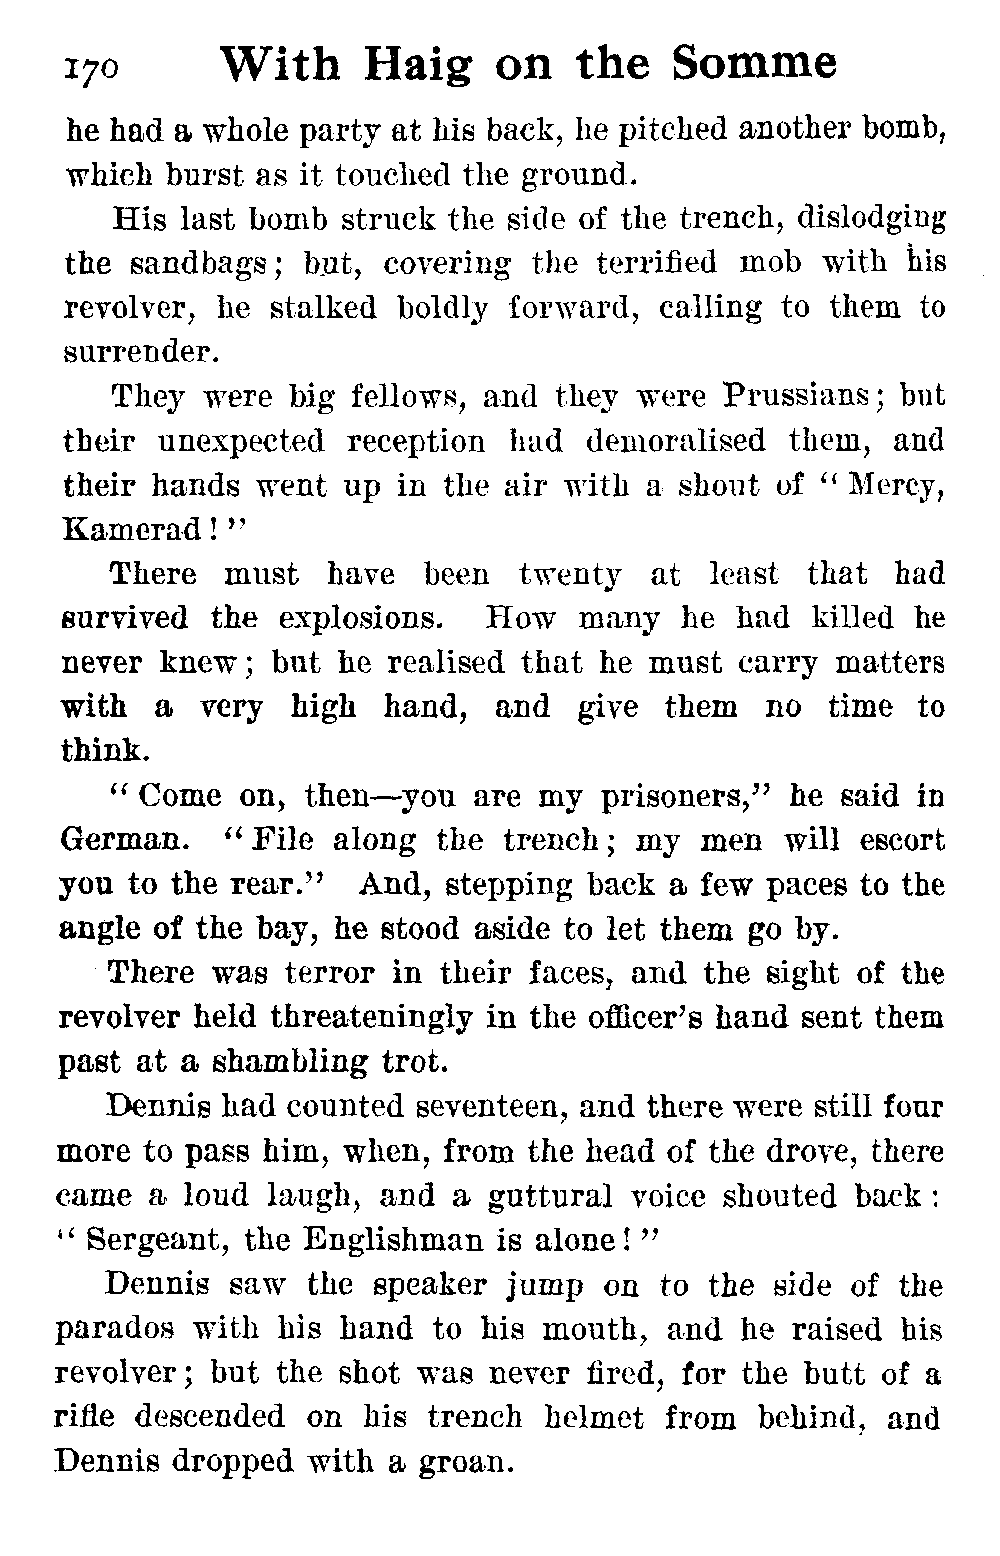 170 With Haig on the Somme
he had a whole party at his back, he pitched another bomb,
which burst as it touched the ground.
His last bomb struck the side of the trench, dislodging
the sandbags; but, covering the terrified mob with his
revolver, he stalked boldly forward, calling to them to
surrender.
They were big fellows, and they were Prussians; but
their unexpected reception had demoralised them, and
their hands went up in the air with a shout of "Mercy,
Kamerad!"
There must have been twenty at least that had
survived the explosions. How many he had killed he
never knew; but he realised that he must carry matters
with a very high hand, and give them no time to
think.
"Come on, then—you are my prisoners," he said in
German. "File along the trench; my men will escort
you to the rear." And, stepping back a few paces to the
angle of the bay, he stood aside to let them go by.
There was terror in their faces, and the sight of the
revolver held threateningly in the officer's hand sent them
past at a shambling trot.
Dennis had counted seventeen, and there were still four
more to pass him, when, from the head of the drove, there
came a loud laugh, and a guttural voice shouted back:
"Sergeant, the Englishman is alone!"
Dennis saw the speaker jump on to the side of the
parados with his hand to his mouth, and he raised his
revolver; but the shot was never fired, for the butt of a
rifle descended on his trench helmet from behind, and
Dennis dropped with a groan.